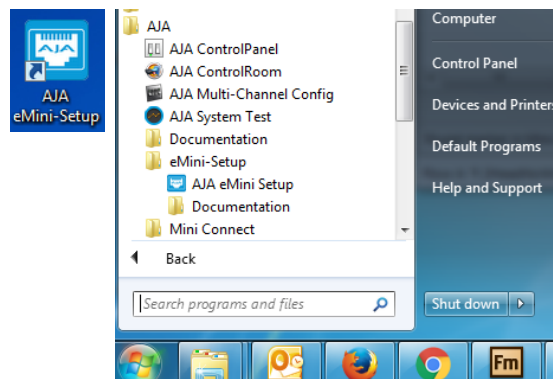 AJA
AJA
eMini-Setup
AJA
AJA ControlPanel
AJA ControlRoom
AJA Multi-Channel Config
AJA System Test
Documentation
eMini-Setup
AJA eMini Setup
Documentation
Mini Connect
Back
Search programs and files
Computer
Control Panel
Devices and Printers
Default Programs
Help and Support
Shut down
Fm